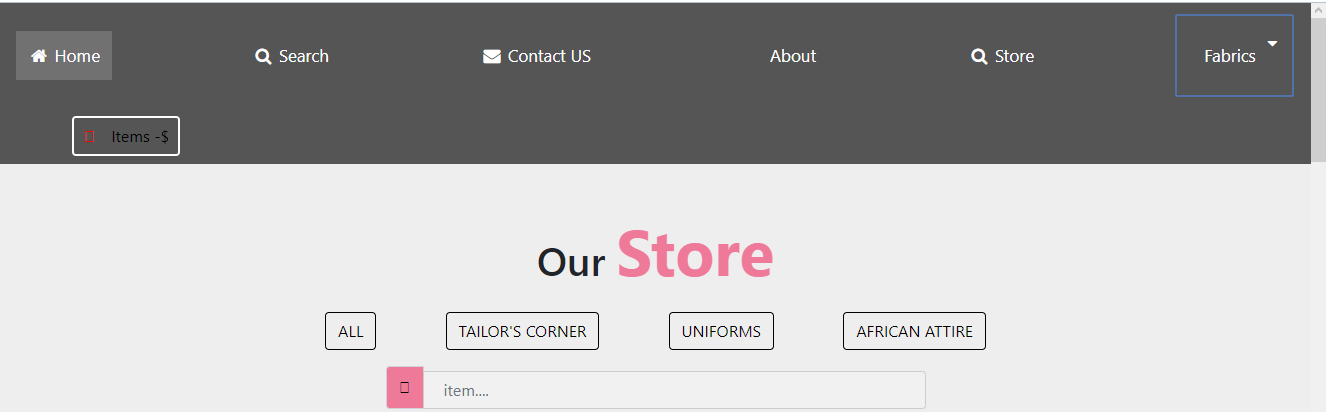 Home Search Contact US About Store Fabrics
Items -$
Our Store
ALL TAILOR'S CORNER UNIFORMS AFRICAN ATTIRE
item....